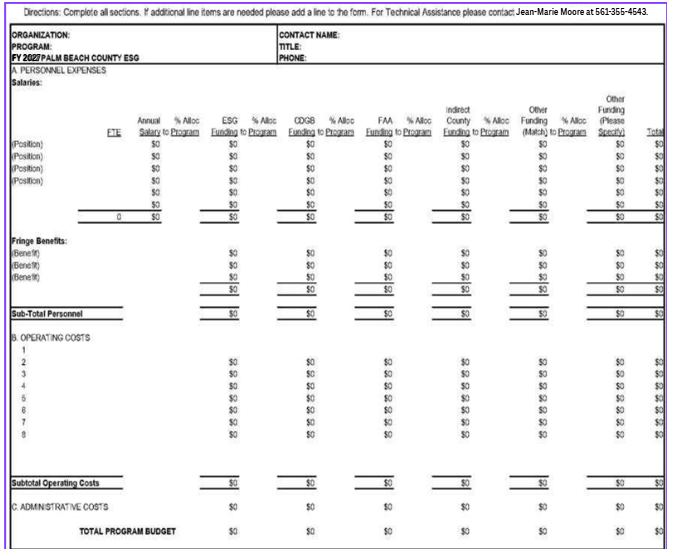 Directions: Complete all sections. If additional line items are needed please add a line to the form. For Technical Assistance please contact Jean-Marie Moore at 561-355-4543.
ORGANIZATION: CONTACT NAME:
PROGRAM: TITLE:
FY 2027 PALM BEACH COUNTY ESG PHONE:
A. PERSONNEL EXPENSES
Salaries:
Other
Indirect Other Funding
Annual % Alloc ESG % Alloc CDGB % Alloc FAA % Alloc County % Alloc Funding % Alloc (Please
FTE Salary to Program Funding to Program Funding to Program Funding to Program Funding to Program (Match) to Program Specify) Total
(Position) $0 $0 $0 $0 $0 $0 $0 $0
(Position) $0 $0 $0 $0 $0 $0 $0 $0
(Position) $0 $0 $0 $0 $0 $0 $0 $0
(Position) $0 $0 $0 $0 $0 $0 $0 $0
$0 $0 $0 $0 $0 $0 $0 $0
$0 $0 $0 $0 $0 $0 $0 $0
0 $0 $0 $0 $0 $0 $0 $0 $0
Fringe Benefits:
(Benefit) $0 $0 $0 $0 $0 $0 $0
(Benefit) $0 $0 $0 $0 $0 $0 $0
(Benefit) $0 $0 $0 $0 $0 $0 $0
$0 $0 $0 $0 $0 $0 $0
Sub-Total Personnel $0 $0 $0 $0 $0 $0 $0
B. OPERATING COSTS
1
2 $0 $0 $0 $0 $0 $0 $0
3 $0 $0 $0 $0 $0 $0 $0
4 $0 $0 $0 $0 $0 $0 $0
5 $0 $0 $0 $0 $0 $0 $0
6 $0 $0 $0 $0 $0 $0 $0
7 $0 $0 $0 $0 $0 $0 $0
8 $0 $0 $0 $0 $0 $0 $0
Subtotal Operating Costs $0 $0 $0 $0 $0 $0 $0
C. ADMINISTRATIVE COSTS $0 $0 $0 $0 $0 $0 $0
TOTAL PROGRAM BUDGET $0 $0 $0 $0 $0 $0 $0